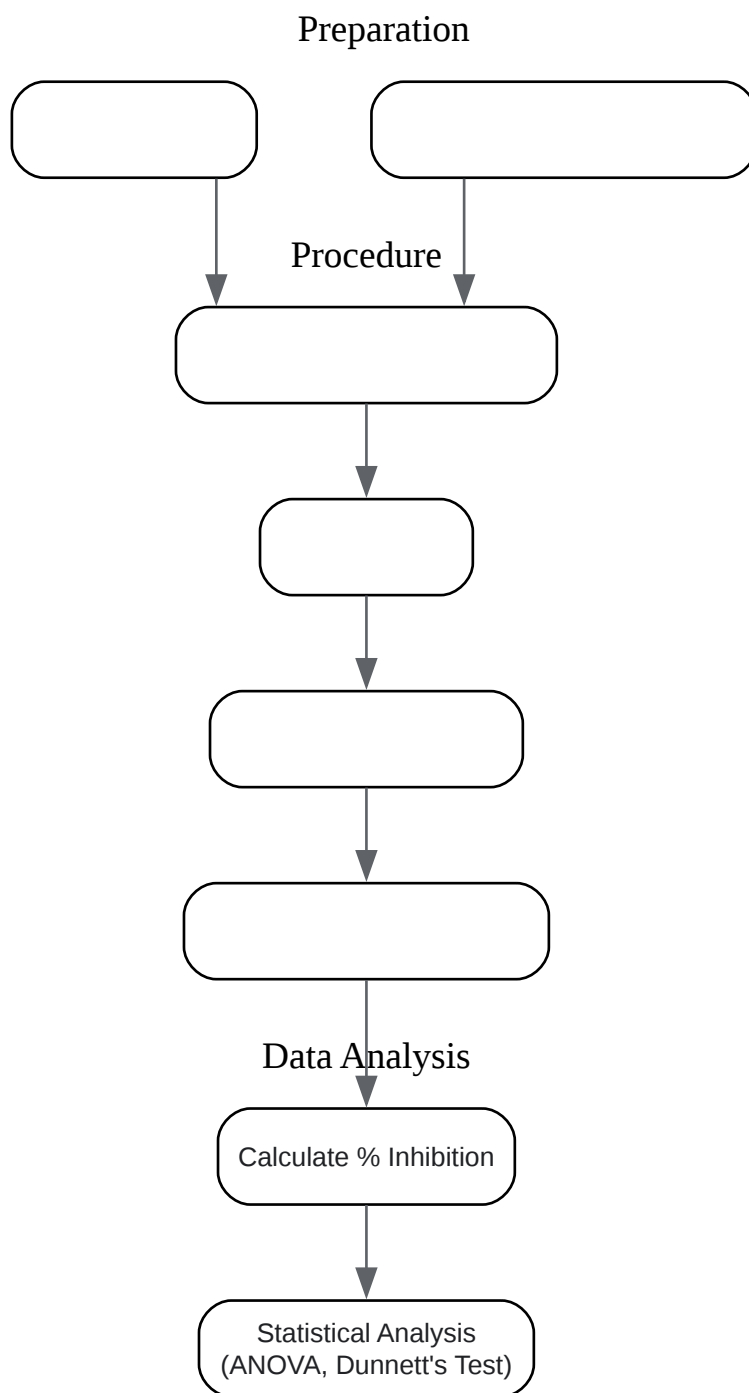 Preparation
Procedure
Data Analysis
Calculate % Inhibition
Statistical Analysis
(ANOVA, Dunnett's Test)